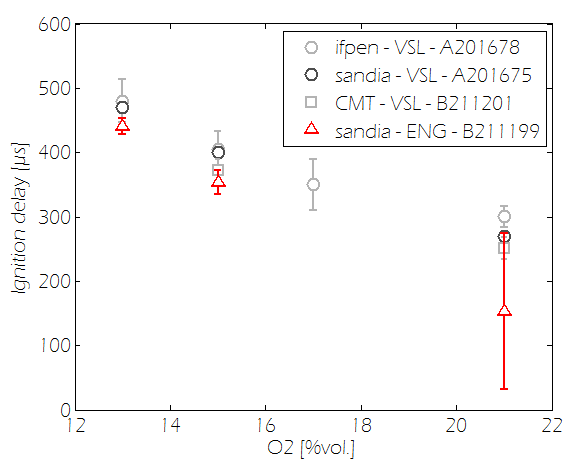 600
500
400
300
200
100
0
12
14
16
18
20
22
Ignition delay [µs]
O2 [%vol.]
ifpen - VSL - A201678
sandia - VSL - A201675
CMT - VSL - B211201
sandia - ENG - B211199